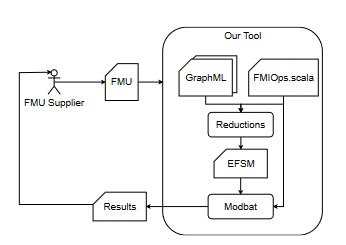 Our Tool
FMU
GraphML
FMIOps.scala
FMU Supplier
Reductions
EFSM
Results
Modbat